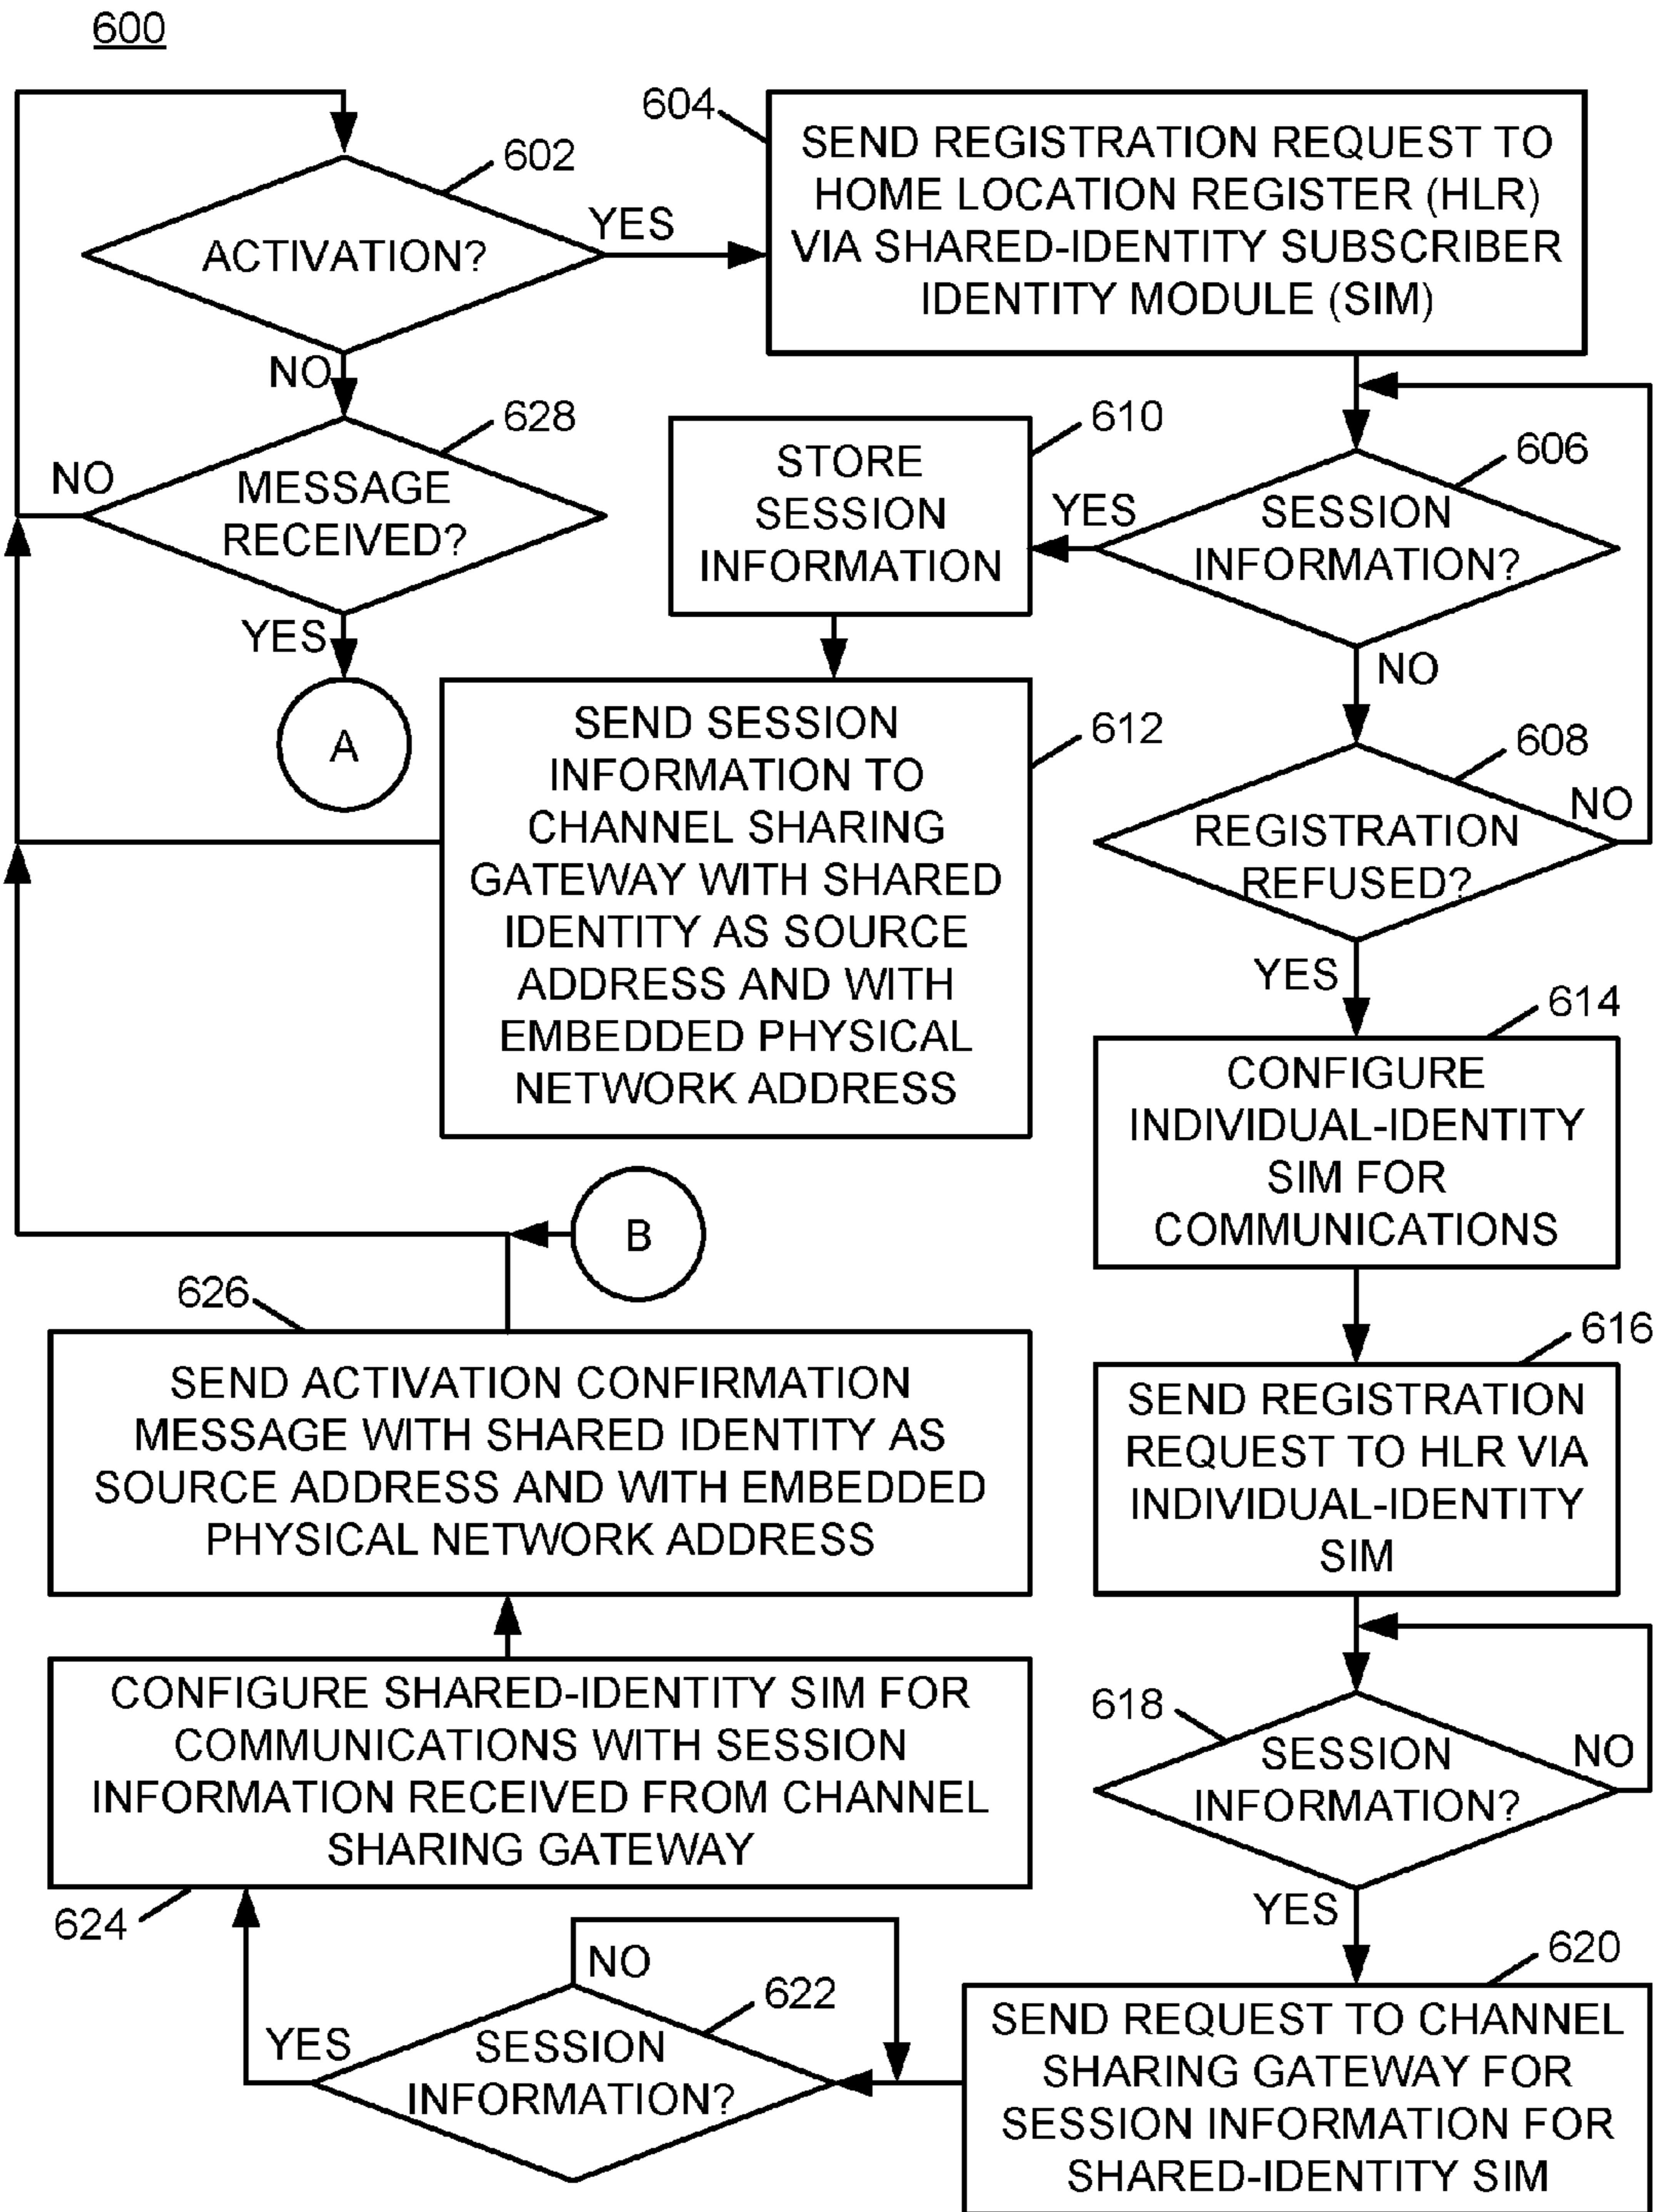 600
602
ACTIVATION?
YES
NO
604
SEND REGISTRATION REQUEST TO
HOME LOCATION REGISTER (HLR)
VIA SHARED-IDENTITY SUBSCRIBER
IDENTITY MODULE (SIM)
628
MESSAGE
RECEIVED?
NO
YES
A
606
SESSION
INFORMATION?
YES
NO
610
STORE
SESSION
INFORMATION
612
SEND SESSION
INFORMATION TO
CHANNEL SHARING
GATEWAY WITH SHARED
IDENTITY AS SOURCE
ADDRESS AND WITH
EMBEDDED PHYSICAL
NETWORK ADDRESS
608
REGISTRATION
REFUSED?
NO
YES
614
CONFIGURE
INDIVIDUAL-IDENTITY
SIM FOR
COMMUNICATIONS
616
SEND REGISTRATION
REQUEST TO HLR VIA
INDIVIDUAL-IDENTITY
SIM
618
SESSION
INFORMATION?
NO
YES
620
SEND REQUEST TO CHANNEL
SHARING GATEWAY FOR
SESSION INFORMATION FOR
SHARED-IDENTITY SIM
622
SESSION
INFORMATION?
NO
YES
624
CONFIGURE SHARED-IDENTITY SIM FOR
COMMUNICATIONS WITH SESSION
INFORMATION RECEIVED FROM CHANNEL
SHARING GATEWAY
626
SEND ACTIVATION CONFIRMATION
MESSAGE WITH SHARED IDENTITY AS
SOURCE ADDRESS AND WITH EMBEDDED
PHYSICAL NETWORK ADDRESS
B